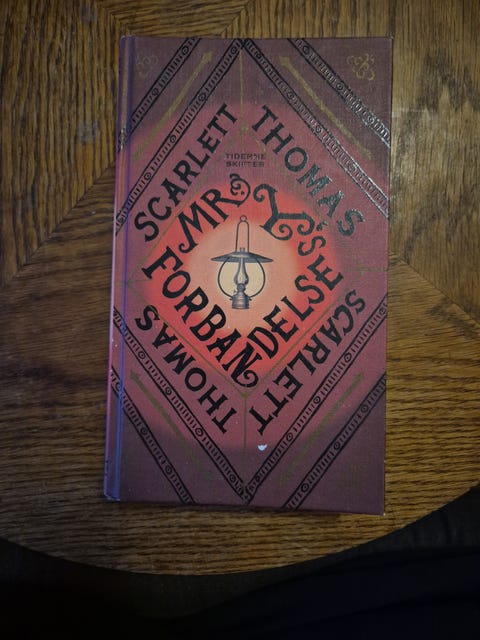 SCARLETT THOMAS
TIDERNE
SKIFTER
MR. Y'S
FORBANDELSE
THOMAS SCARLETT